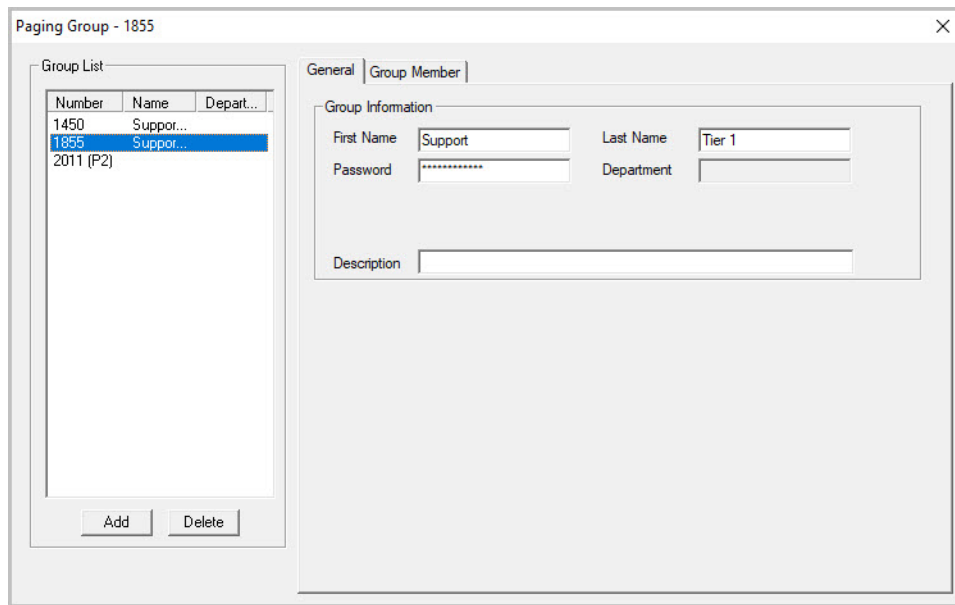 Paging Group - 1855
Group List
Number Name Depart...
1450 Suppor...
1855 Suppor...
2011 (P2)
Add Delete
General Group Member
Group Information
First Name Support Last Name Tier 1
Password ************ Department
Description